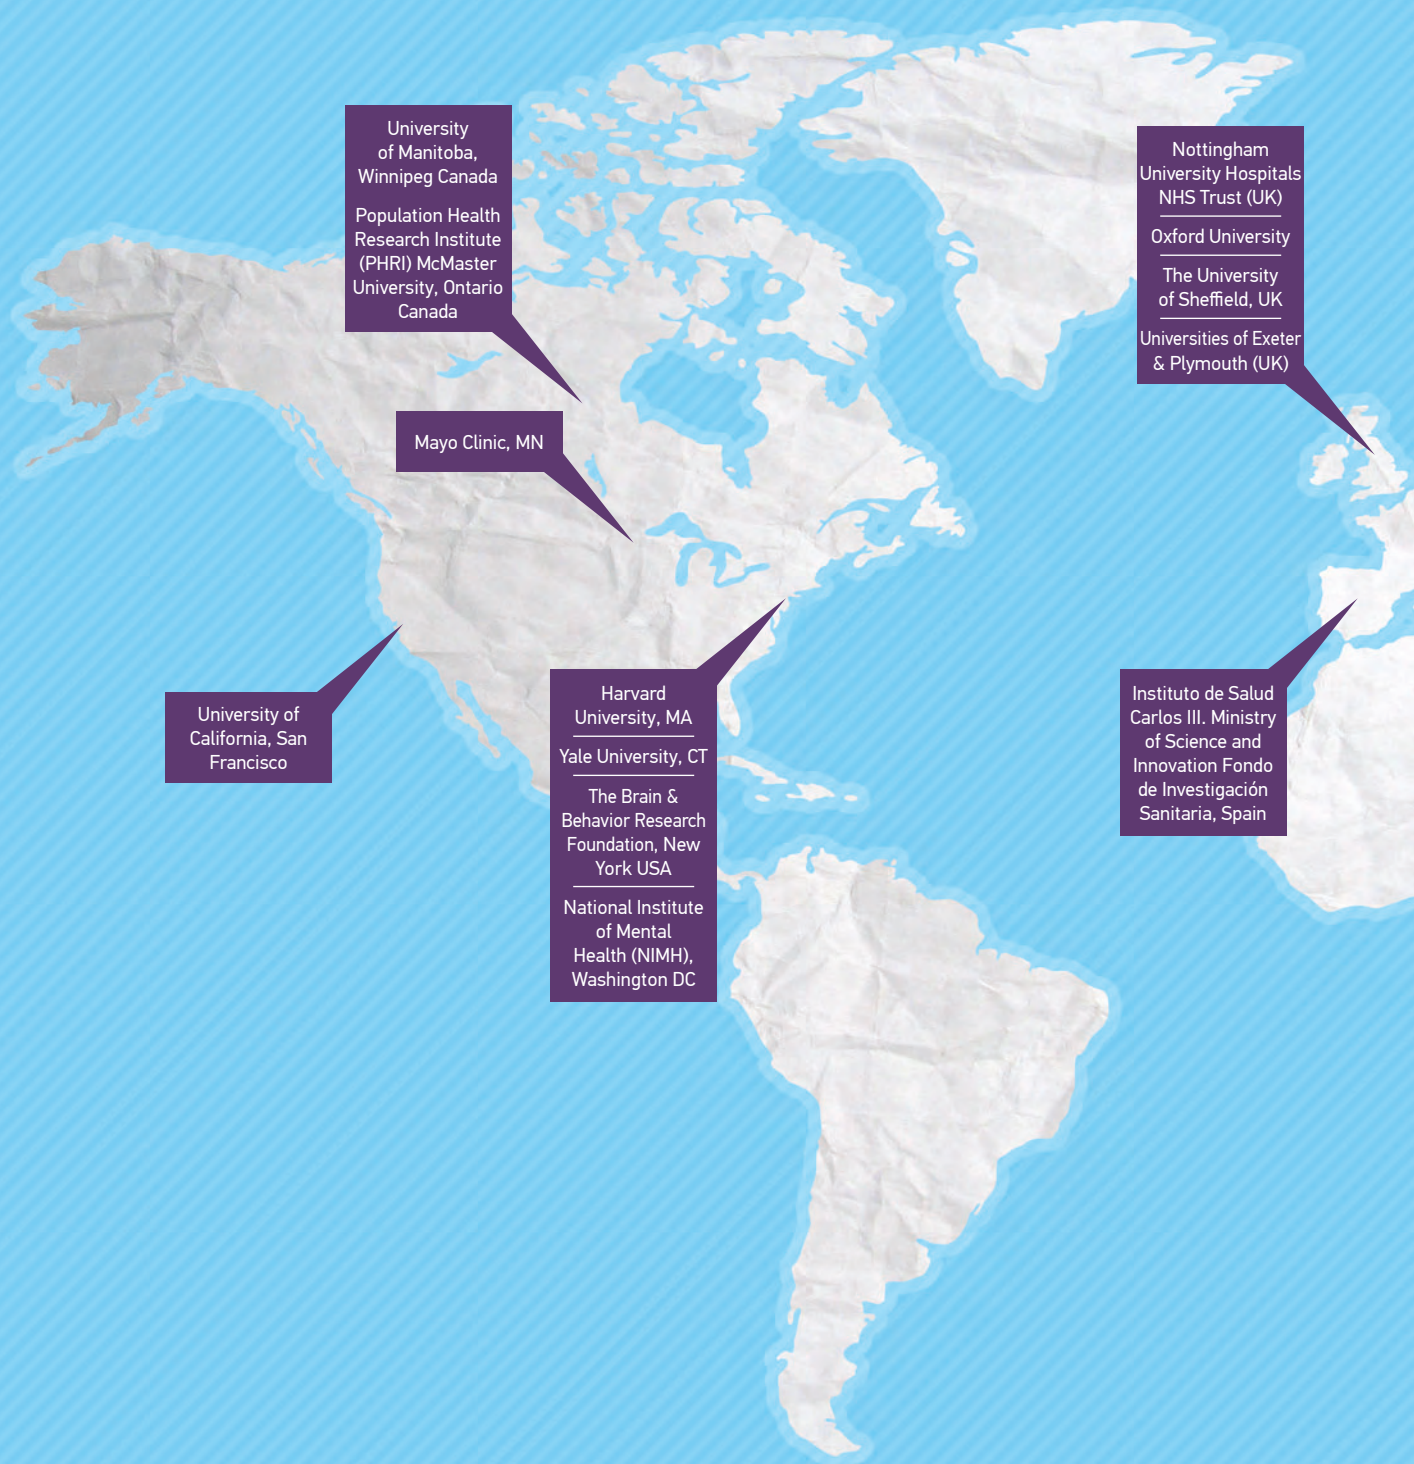 University
of Manitoba,
Winnipeg Canada
Population Health
Research Institute
(PHRI) McMaster
University, Ontario
Canada
Nottingham
University Hospitals
NHS Trust (UK)
Oxford University
The University
of Sheffield, UK
Universities of Exeter
& Plymouth (UK)
Mayo Clinic, MN
University of
California, San
Francisco
Harvard
University, MA
Yale University, CT
The Brain &
Behavior Research
Foundation, New
York USA
National Institute
of Mental
Health (NIMH),
Washington DC
Instituto de Salud
Carlos III. Ministry
of Science and
Innovation Fondo
de Investigación
Sanitaria, Spain